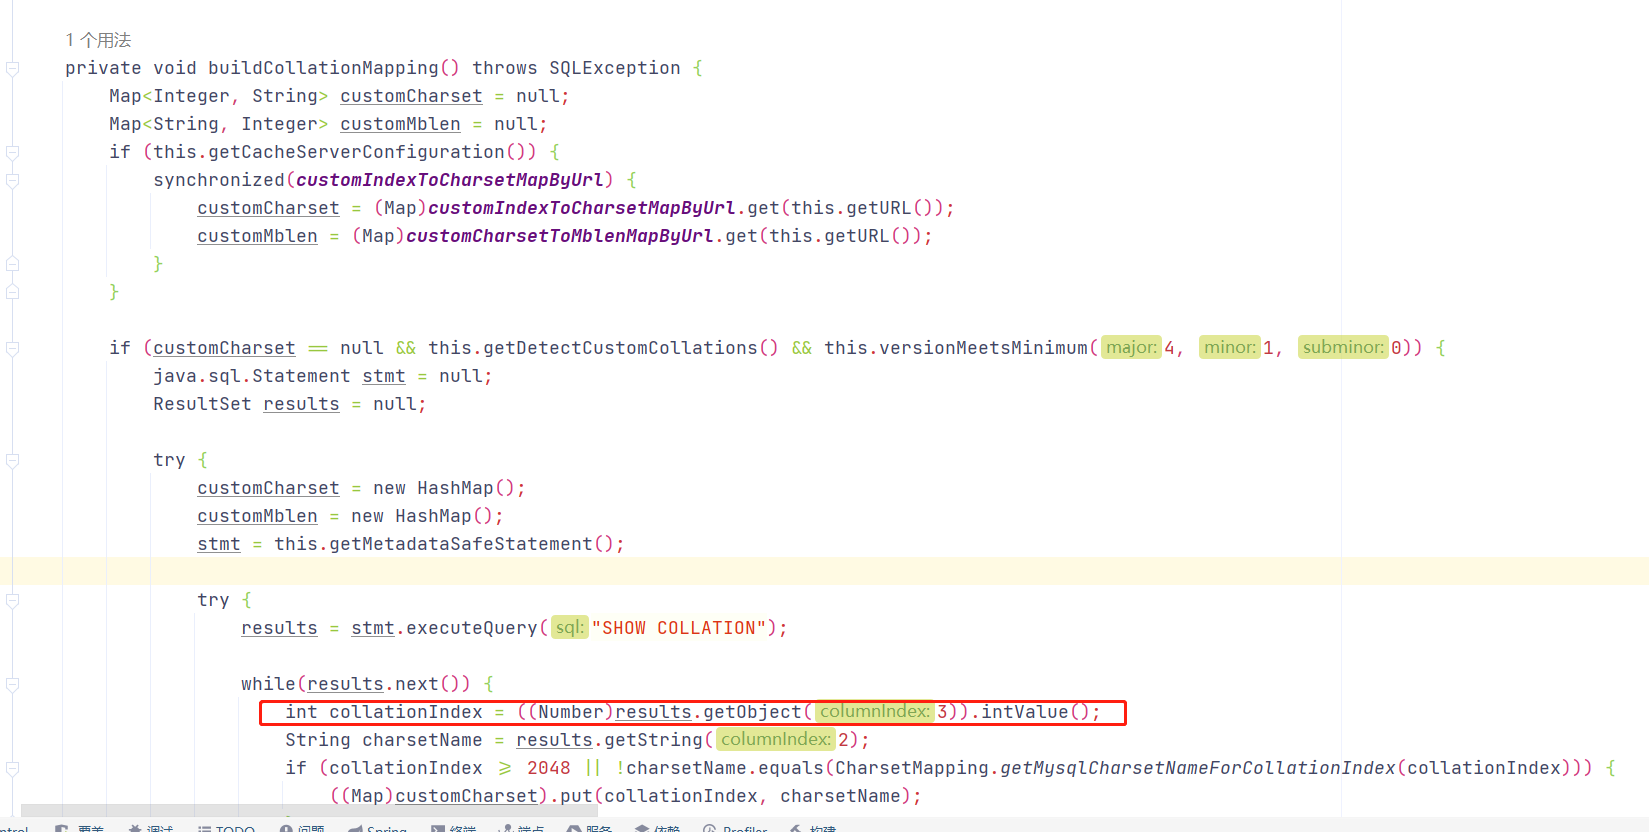 1 个用法
private void buildCollationMapping() throws SQLException {
Map<Integer, String> customCharset = null;
Map<String, Integer> customMblen = null;
if (this.getCacheServerConfiguration()) {
synchronized(customIndexToCharsetMapByUrl) {
customCharset = (Map)customIndexToCharsetMapByUrl.get(this.getURL());
customMblen = (Map)customCharsetToMblenMapByUrl.get(this.getURL());
}
}
if (customCharset == null && this.getDetectCustomCollations() && this.versionMeetsMinimum( major: 4, minor: 1, subminor: 0)) {
java.sql.Statement stmt = null;
ResultSet results = null;
try {
customCharset = new HashMap();
customMblen = new HashMap();
stmt = this.getMetadataSafeStatement();
try {
results = stmt.executeQuery( sql: "SHOW COLLATION");
while(results.next()) {
int collationIndex = ((Number)results.getObject( columnIndex: 3)).intValue();
String charsetName = results.getString( columnIndex: 2);
if (collationIndex >= 2048 || !charsetName.equals(CharsetMapping.getMysqlCharsetNameForCollationIndex(collationIndex))) {
((Map)customCharset).put(collationIndex, charsetName);
覆盖 调试 TODO 问题 Spring 终端 端点 服务 依赖 Profiler 构建